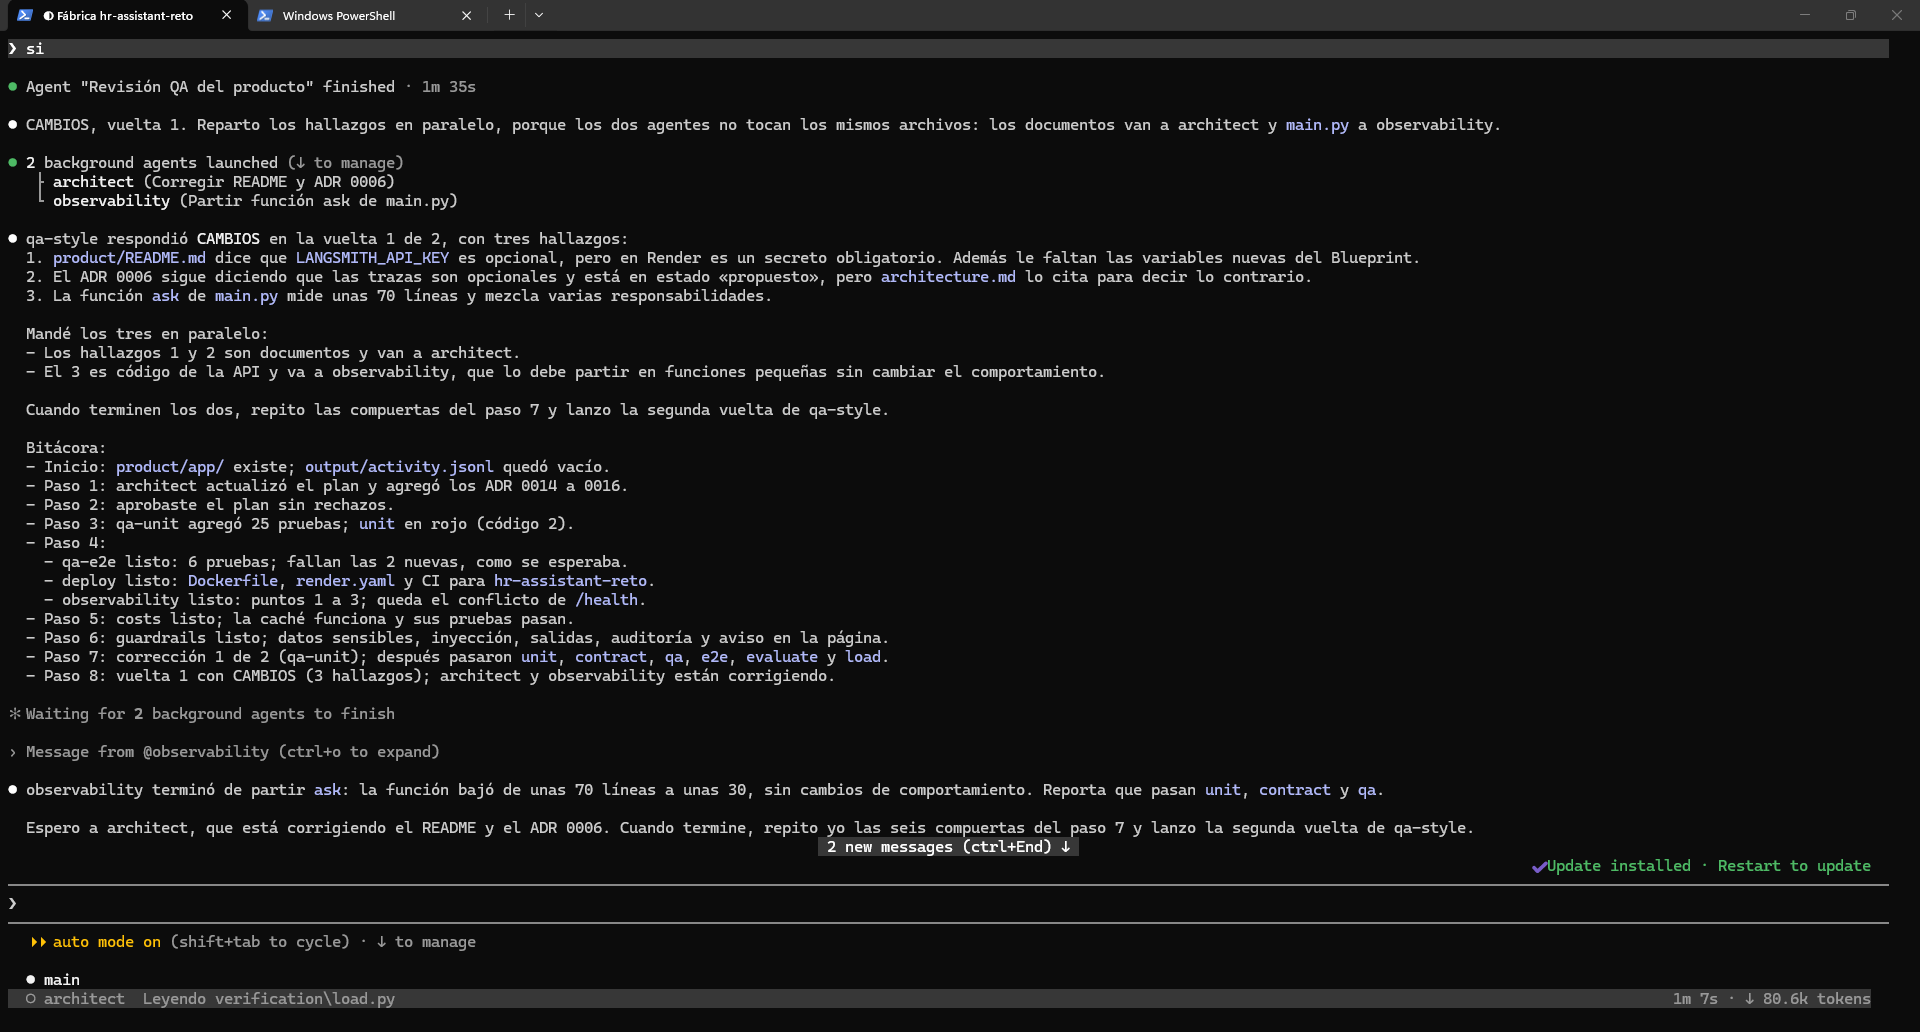 Fábrica hr-assistant-reto
Windows PowerShell
❯ si
● Agent "Revisión QA del producto" finished · 1m 35s
● CAMBIOS, vuelta 1. Reparto los hallazgos en paralelo, porque los dos agentes no tocan los mismos archivos: los documentos van a architect y main.py a observability.
● 2 background agents launched (↓ to manage)
├ architect (Corregir README y ADR 0006)
└ observability (Partir función ask de main.py)
● qa-style respondió CAMBIOS en la vuelta 1 de 2, con tres hallazgos:
1. product/README.md dice que LANGSMITH_API_KEY es opcional, pero en Render es un secreto obligatorio. Además le faltan las variables nuevas del Blueprint.
2. El ADR 0006 sigue diciendo que las trazas son opcionales y está en estado «propuesto», pero architecture.md lo cita para decir lo contrario.
3. La función ask de main.py mide unas 70 líneas y mezcla varias responsabilidades.
Mandé los tres en paralelo:
- Los hallazgos 1 y 2 son documentos y van a architect.
- El 3 es código de la API y va a observability, que lo debe partir en funciones pequeñas sin cambiar el comportamiento.
Cuando terminen los dos, repito las compuertas del paso 7 y lanzo la segunda vuelta de qa-style.
Bitácora:
- Inicio: product/app/ existe; output/activity.jsonl quedó vacío.
- Paso 1: architect actualizó el plan y agregó los ADR 0014 a 0016.
- Paso 2: aprobaste el plan sin rechazos.
- Paso 3: qa-unit agregó 25 pruebas; unit en rojo (código 2).
- Paso 4:
- qa-e2e listo: 6 pruebas; fallan las 2 nuevas, como se esperaba.
- deploy listo: Dockerfile, render.yaml y CI para hr-assistant-reto.
- observability listo: puntos 1 a 3; queda el conflicto de /health.
- Paso 5: costs listo; la caché funciona y sus pruebas pasan.
- Paso 6: guardrails listo; datos sensibles, inyección, salidas, auditoría y aviso en la página.
- Paso 7: corrección 1 de 2 (qa-unit); después pasaron unit, contract, qa, e2e, evaluate y load.
- Paso 8: vuelta 1 con CAMBIOS (3 hallazgos); architect y observability están corrigiendo.
✻ Waiting for 2 background agents to finish
› Message from @observability (ctrl+o to expand)
● observability terminó de partir ask: la función bajó de unas 70 líneas a unas 30, sin cambios de comportamiento. Reporta que pasan unit, contract y qa.
Espero a architect, que está corrigiendo el README y el ADR 0006. Cuando termine, repito yo las seis compuertas del paso 7 y lanzo la segunda vuelta de qa-style.
2 new messages (ctrl+End) ↓
✓Update installed · Restart to update
❯
⏵⏵ auto mode on (shift+tab to cycle) · ↓ to manage
● main
○ architect Leyendo verification\load.py 1m 7s · ↓ 80.6k tokens